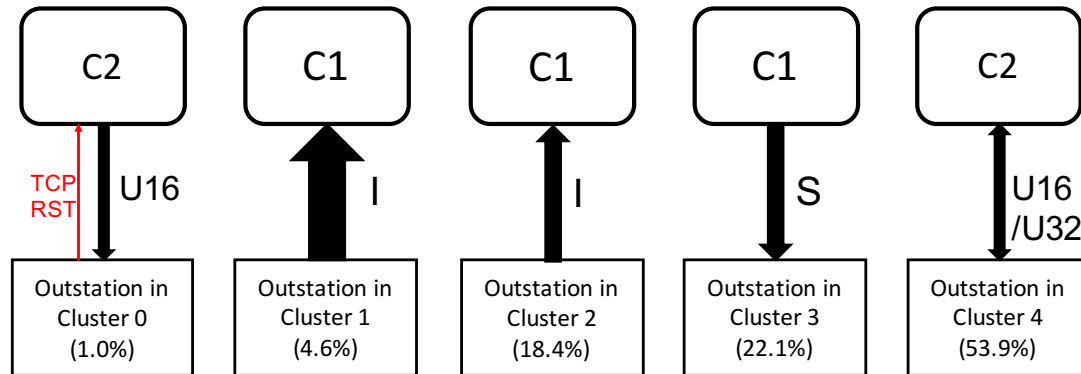 C2
C1
C1
C1
C2
TCP
RST
U16
I
I
S
U16
/U32
Outstation in
Cluster 0
(1.0%)
Outstation in
Cluster 1
(4.6%)
Outstation in
Cluster 2
(18.4%)
Outstation in
Cluster 3
(22.1%)
Outstation in
Cluster 4
(53.9%)